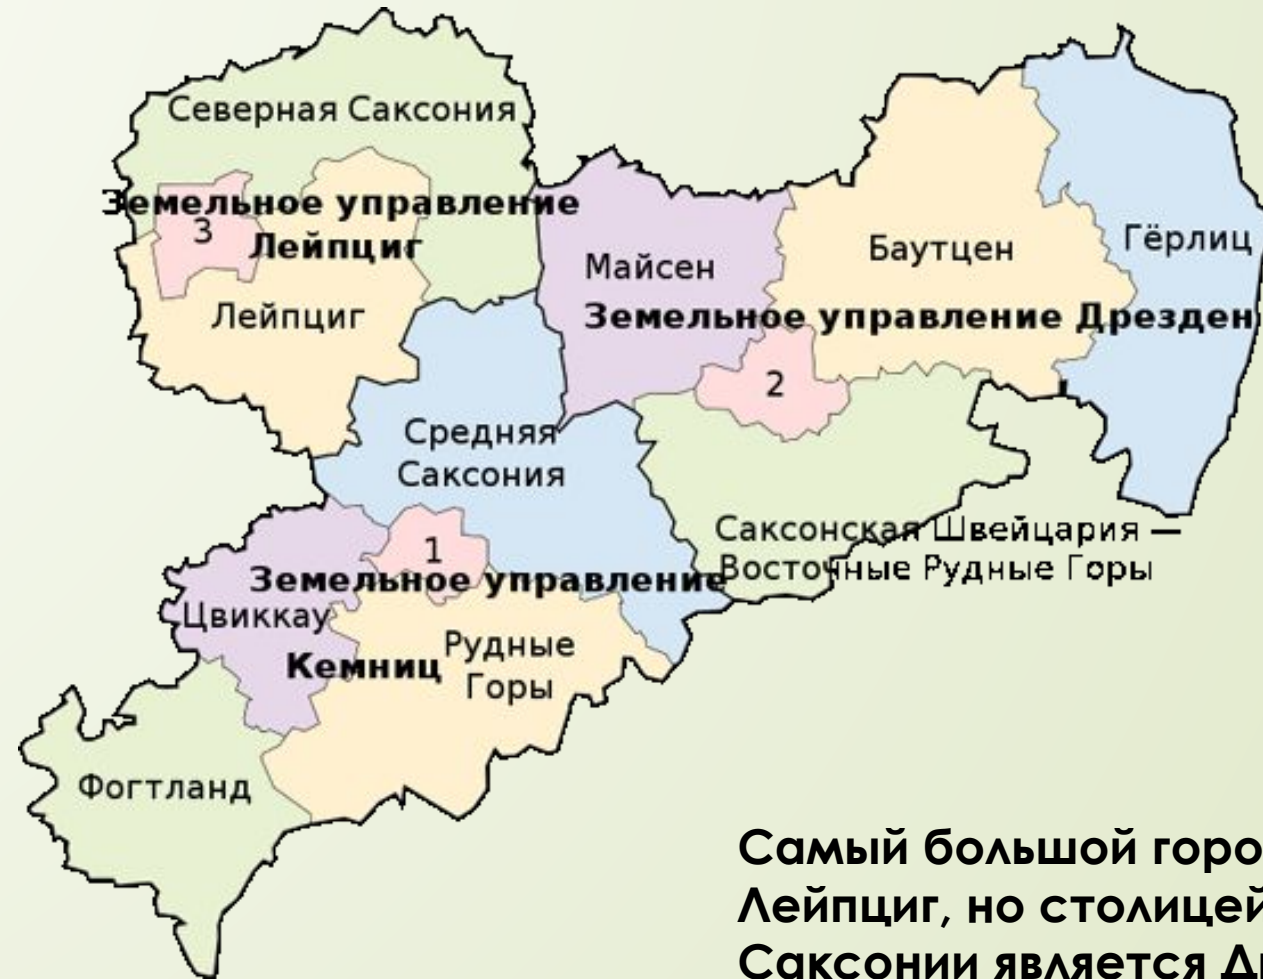 Северная Саксония
Земельное управление
3
Лейпциг
Лейпциг
Майсен
Баутцен
Гёрлиц
Земельное управление Дрезден
2
Средняя
Саксония
Саксонская Швейцария —
Восточные Рудные Горы
1
Земельное управление
Цвиккау
Кемниц
Рудные
Горы
Фогтланд
Самый большой
Лейпциг, но столицей
Саксонии является